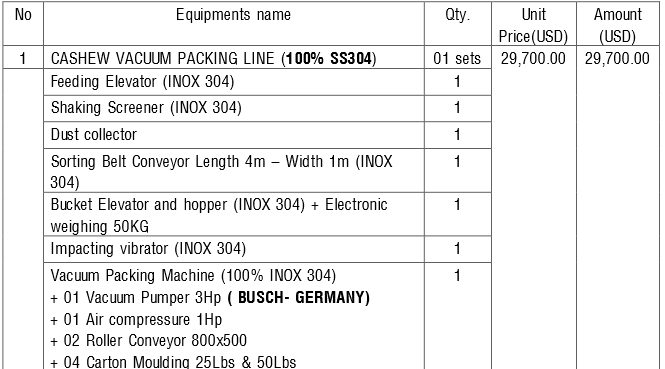 No Equipments name Qty. Unit Amount
Price(USD) (USD)
1 CASHEW VACUUM PACKING LINE (100% SS304) 01 sets 29,700.00 29,700.00
Feeding Elevator (INOX 304) 1
Shaking Screener (INOX 304) 1
Dust collector 1
Sorting Belt Conveyor Length 4m – Width 1m (INOX 1
304)
Bucket Elevator and hopper (INOX 304) + Electronic 1
weighing 50KG
Impacting vibrator (INOX 304) 1
Vacuum Packing Machine (100% INOX 304) 1
+ 01 Vacuum Pumper 3Hp ( BUSCH- GERMANY)
+ 01 Air compressure 1Hp
+ 02 Roller Conveyor 800x500
+ 04 Carton Moulding 25Lbs & 50Lbs